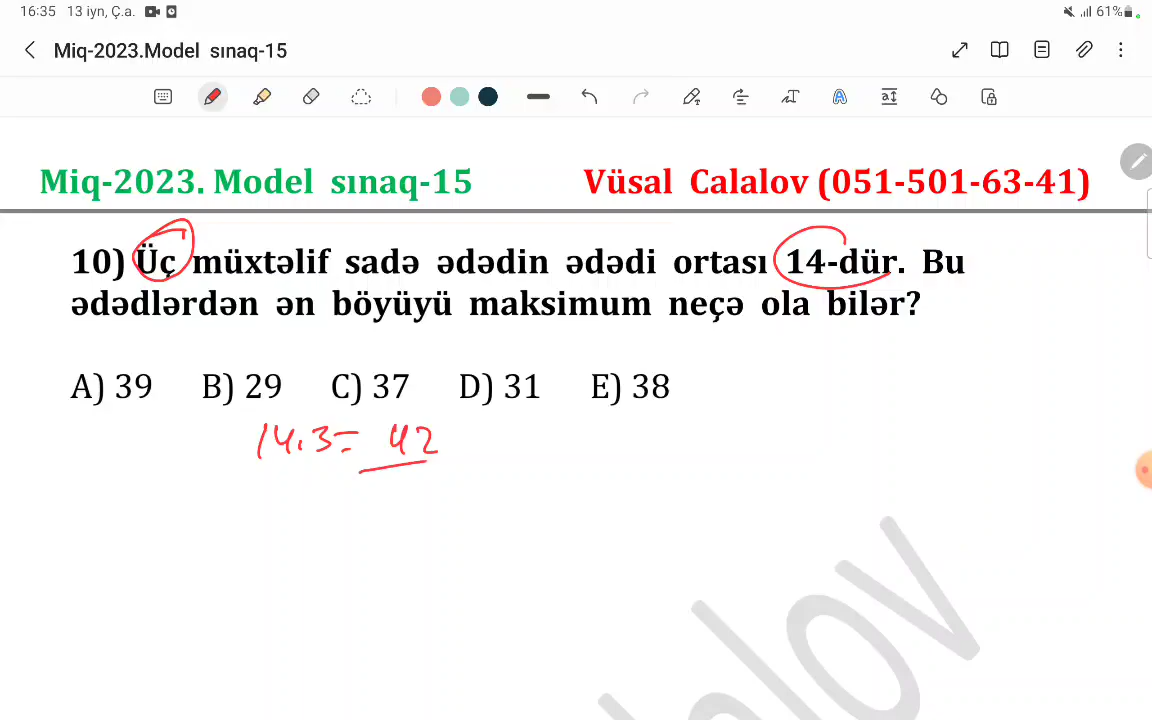 16:35 13 iyn, Ç.a. 61%
Miq-2023.Model sınaq-15
Miq-2023. Model sınaq-15 Vüsal Calalov (051-501-63-41)
10) Üç müxtəlif sadə ədədin ədədi ortası 14-dür. Bu
ədədlərdən ən böyüyü maksimum neçə ola bilər?
A) 39 B) 29 C) 37 D) 31 E) 38
14.3= 42